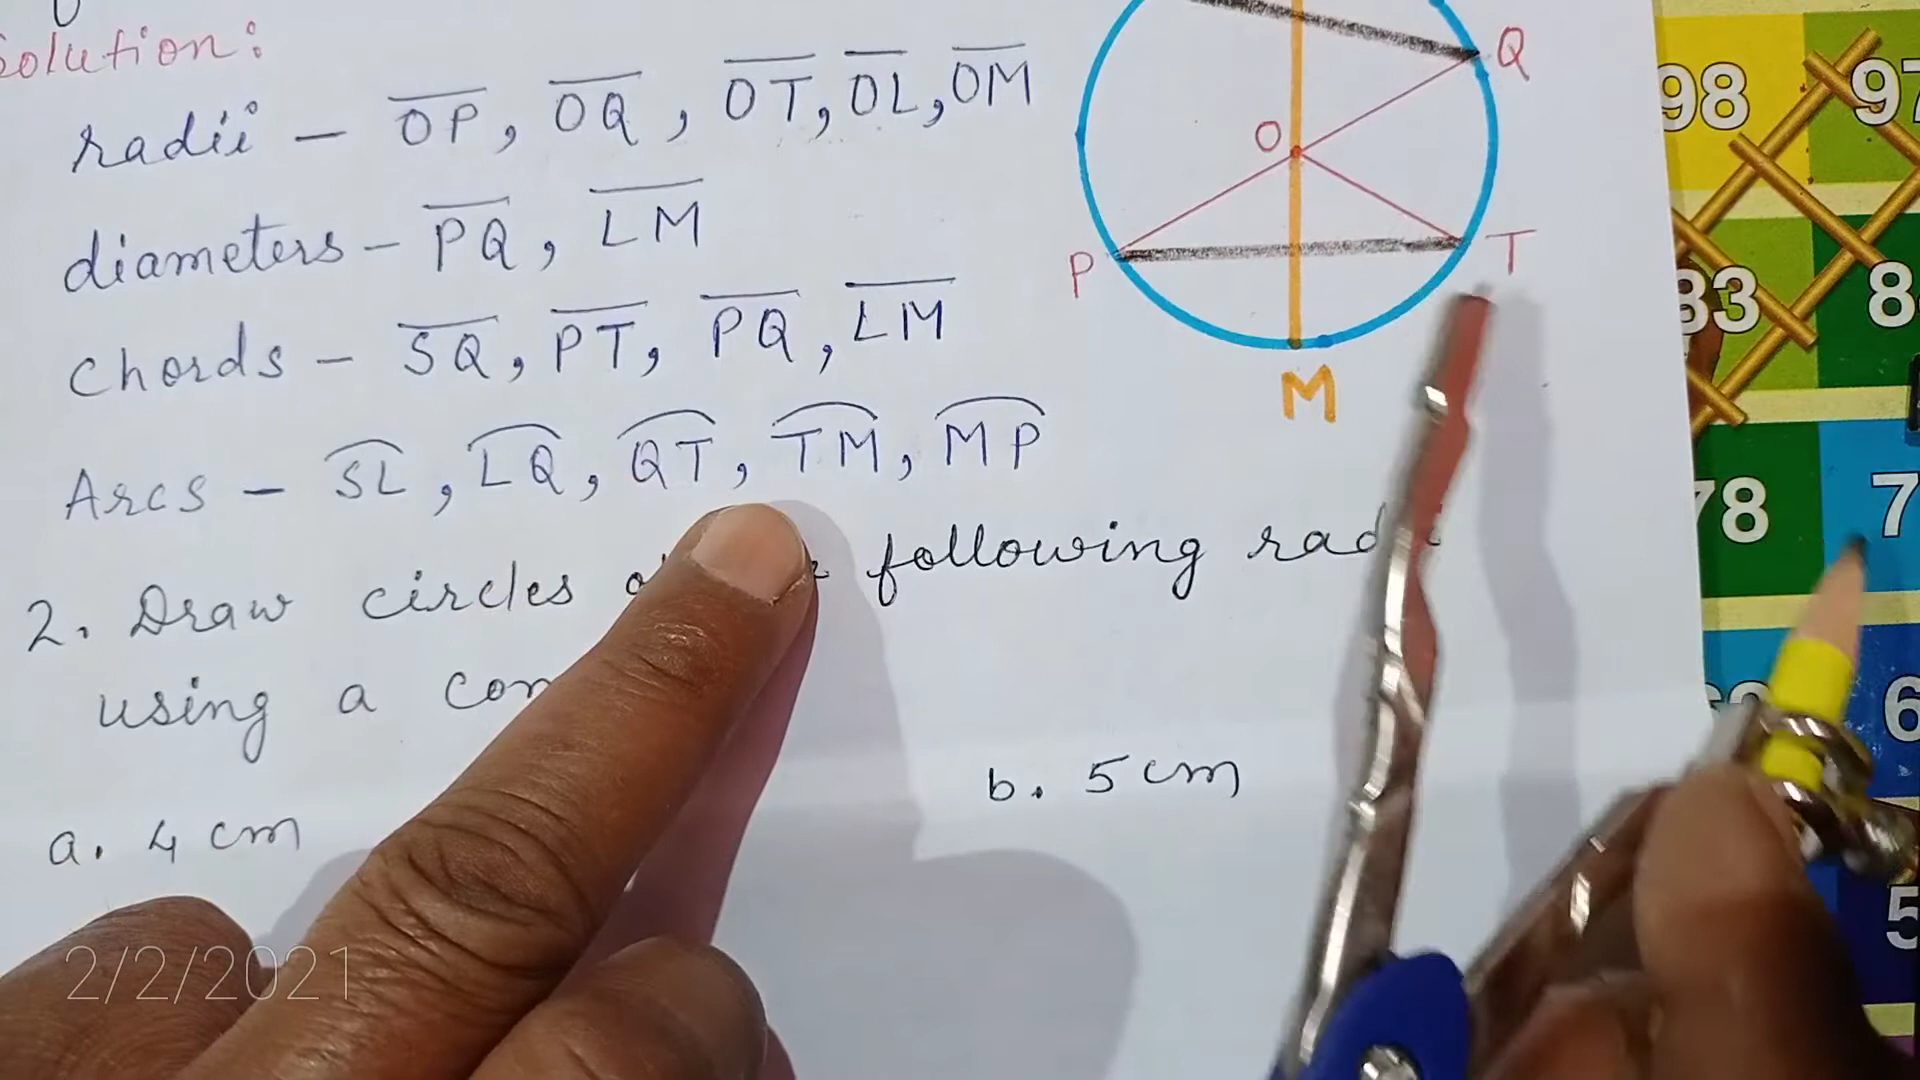 Solution:
radii – OP, OQ, OT, OL, OM
diameters – PQ, LM
Chords – SQ, PT, PQ, LM
Arcs – SL, LQ, QT, TM, MP
2. Draw circles following
using a
a. 4 cm
b. 5 cm
Q
O
P
T
M
98
97
83
8
78
7
6
5
2/2/2021